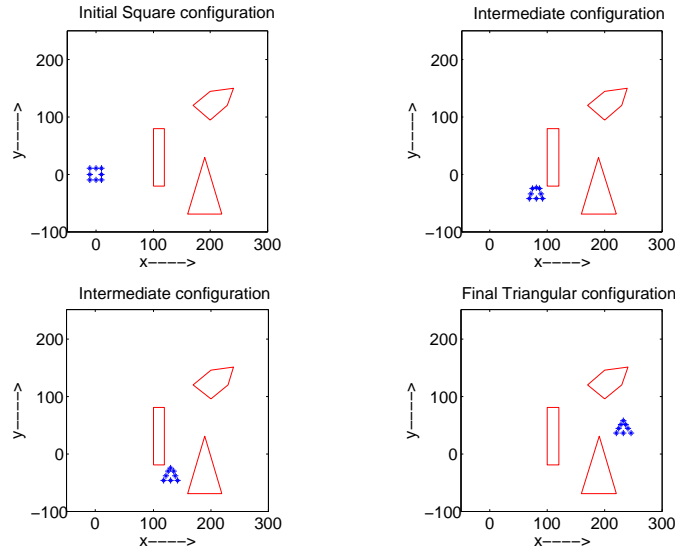 Initial Square configuration
200
100
0
−100
0
100
200
300
y---->
x---->
Intermediate configuration
200
100
0
−100
0
100
200
300
y---->
x---->
Intermediate configuration
200
100
0
−100
0
100
200
300
y---->
x---->
Final Triangular configuration
200
100
0
−100
0
100
200
300
y---->
x---->